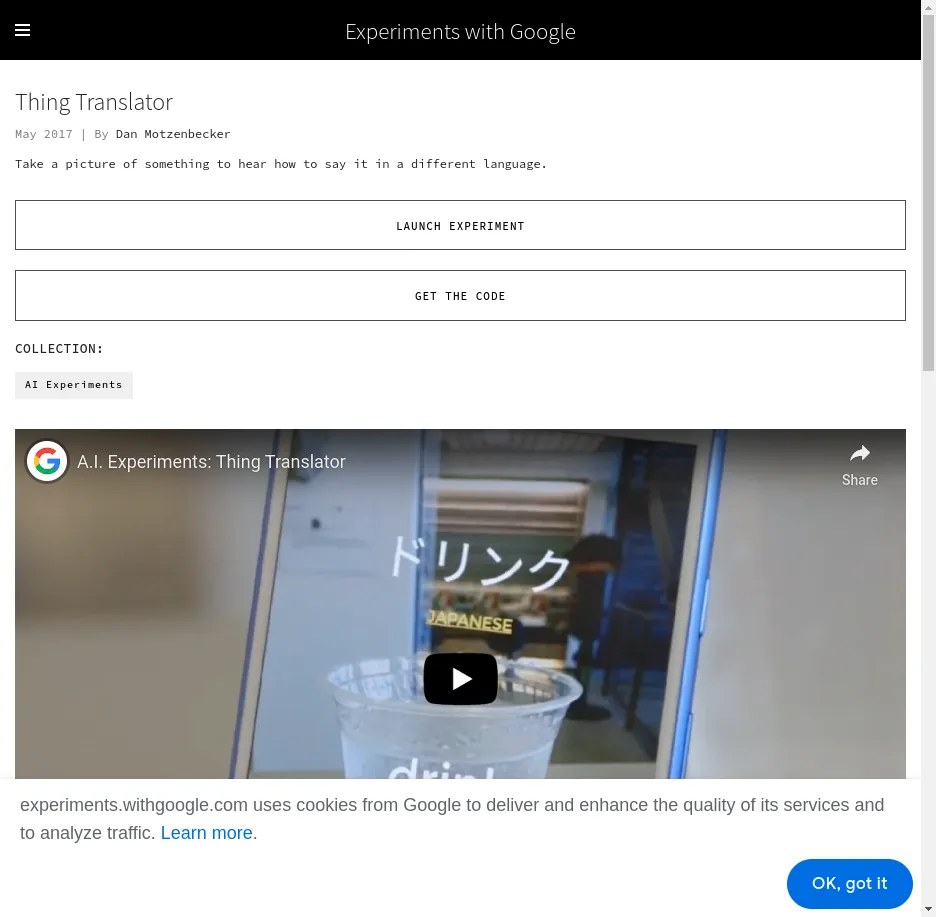 Experiments with Google
Thing Translator
May 2017 | By Dan Motzenbecker
Take a picture of something to hear how to say it in a different language.
LAUNCH EXPERIMENT
GET THE CODE
COLLECTION:
AI Experiments
A.I. Experiments: Thing Translator
Share
ドリンク
JAPANESE
drink
experiments.withgoogle.com uses cookies from Google to deliver and enhance the quality of its services and
to analyze traffic. Learn more.
OK, got it